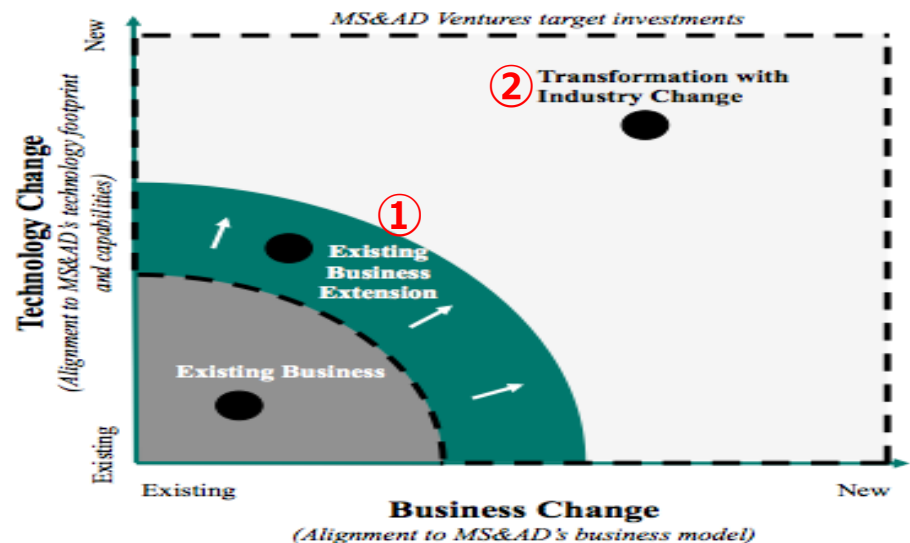 MS&AD Ventures target investments
New
② Transformation with
Industry Change
Technology Change
(Alignment to MS&AD's technology footprint
and capabilities)
①
Existing
Business
Extension
Existing Business
Existing
Existing
New
Business Change
(Alignment to MS&AD's business model)